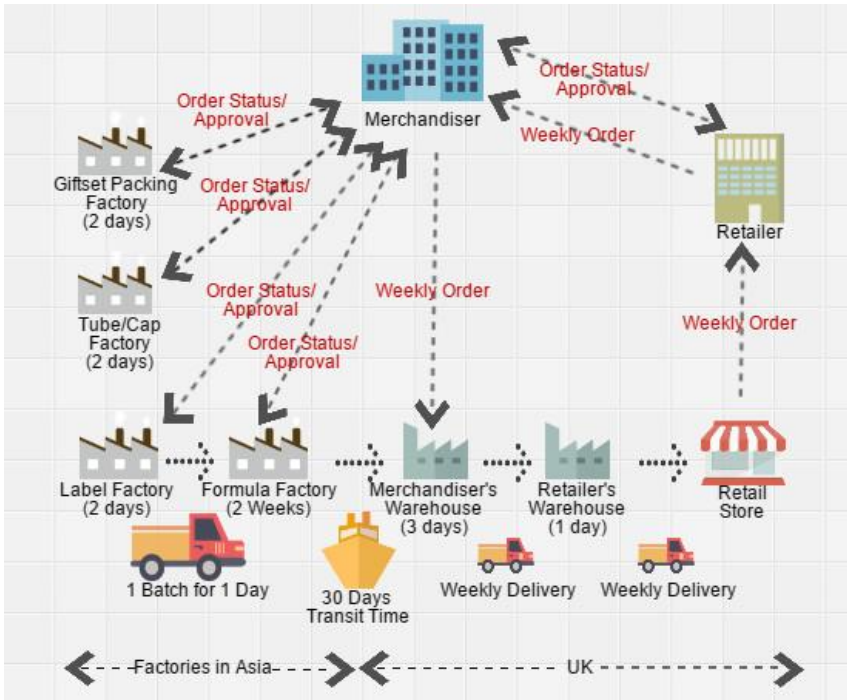 Merchandiser
Order Status/
Approval
Weekly Order
Retailer
Order Status/
Approval
Giftset Packing
Factory
(2 days)
Order Status/
Approval
Tube/Cap
Factory
(2 days)
Order Status/
Approval
Order Status/
Approval
Weekly Order
Weekly Order
Label Factory
(2 days)
Formula Factory
(2 Weeks)
Merchandiser's
Warehouse
(3 days)
Retailer's
Warehouse
(1 day)
Retail
Store
1 Batch for 1 Day
30 Days
Transit Time
Weekly Delivery
Weekly Delivery
Factories in Asia
UK